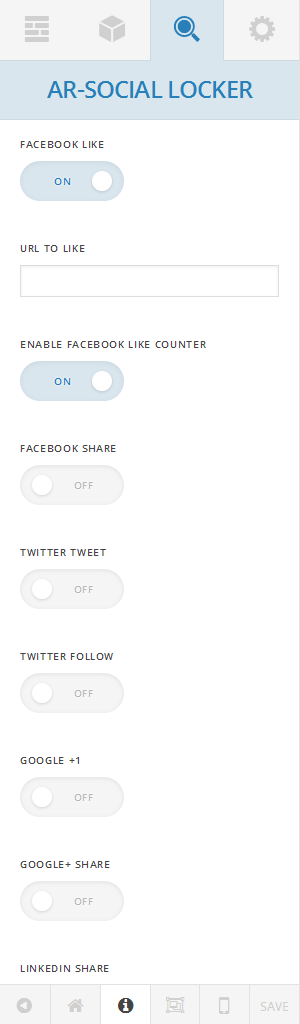 AR-SOCIAL LOCKER
FACEBOOK LIKE
ON
URL TO LIKE
ENABLE FACEBOOK LIKE COUNTER
ON
FACEBOOK SHARE
OFF
TWITTER TWEET
OFF
TWITTER FOLLOW
OFF
GOOGLE +1
OFF
GOOGLE+ SHARE
OFF
LINKEDIN SHARE
SAVE